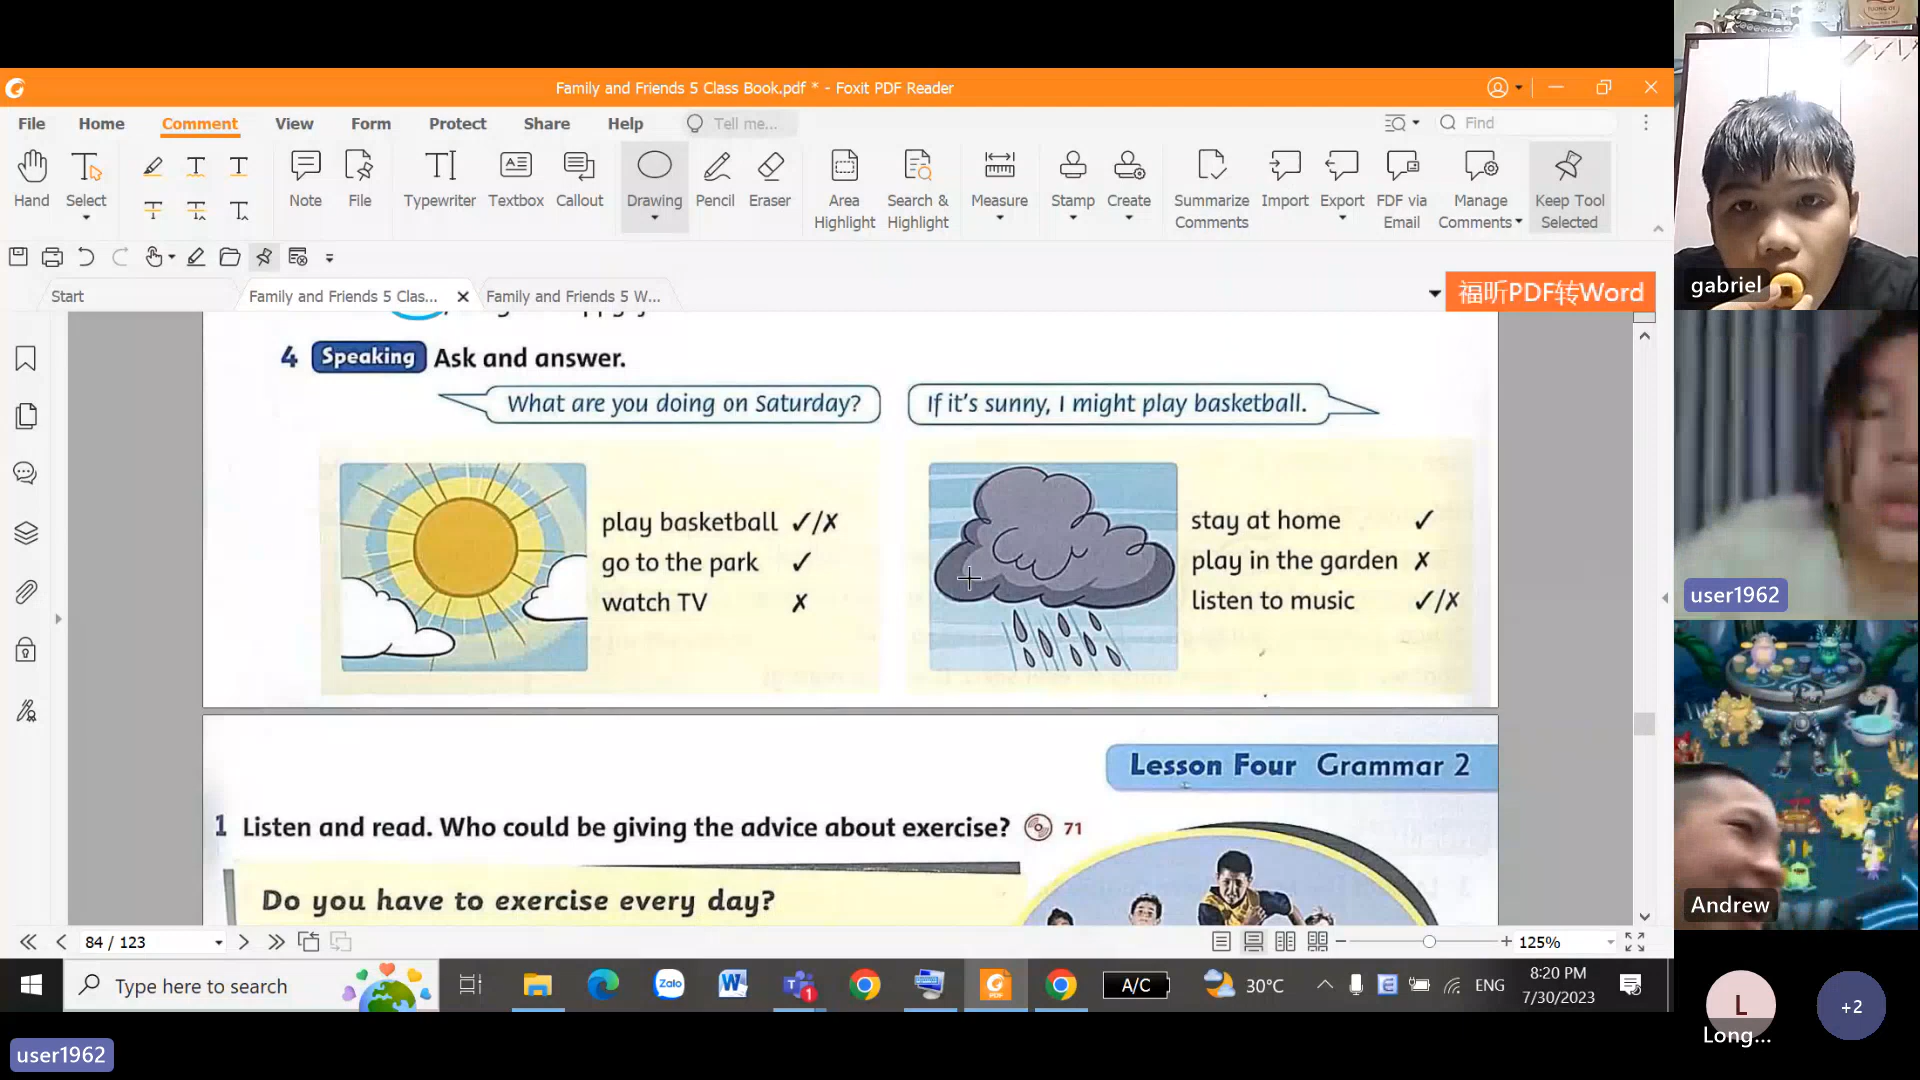 Family and Friends 5 Class Book.pdf * - Foxit PDF Reader
File Home Comment View Form Protect Share Help Tell me... Find
Hand Select Note File Typewriter Textbox Callout Drawing Pencil Eraser Area Highlight Search & Highlight Measure Stamp Create Summarize Comments Import Export FDF via Email Manage Comments Keep Tool Selected
Start Family and Friends 5 Clas... Family and Friends 5 W... 福昕PDF转Word
4 Speaking Ask and answer.
What are you doing on Saturday? If it's sunny, I might play basketball.
play basketball ✓/✗
go to the park ✓
watch TV ✗
stay at home ✓
play in the garden ✗
listen to music ✓/✗
Lesson Four Grammar 2
1 Listen and read. Who could be giving the advice about exercise? 71
Do you have to exercise every day?
84 / 123 125%
Type here to search Zalo A/C 30°C ENG 8:20 PM
7/30/2023
gabriel
user1962
Andrew
L +2
Long...
user1962